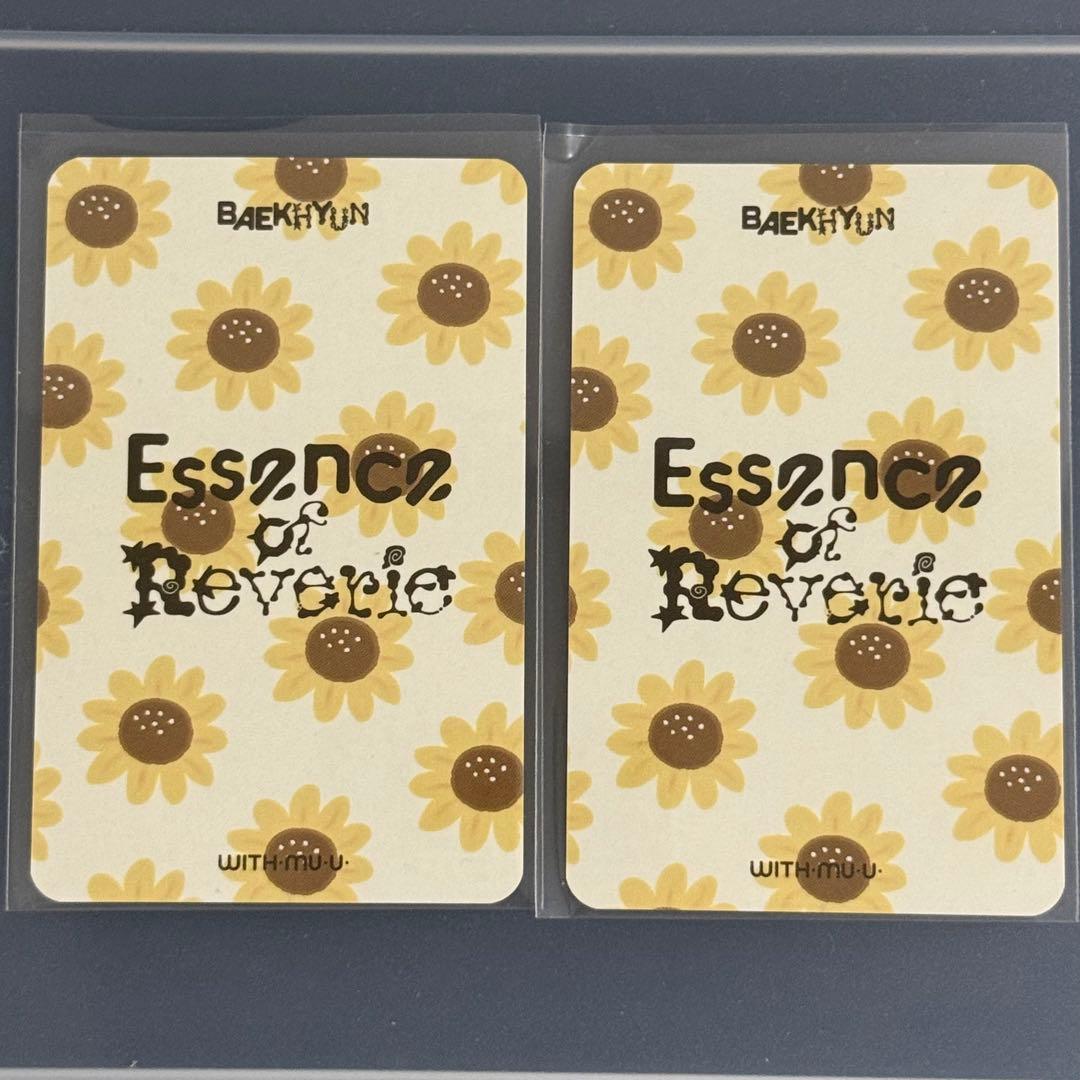 BAEKHYUN
Essence
of
Reverie
WITH·MU·U·
BAEKHYUN
Essence
of
Reverie
WITH·MU·U·